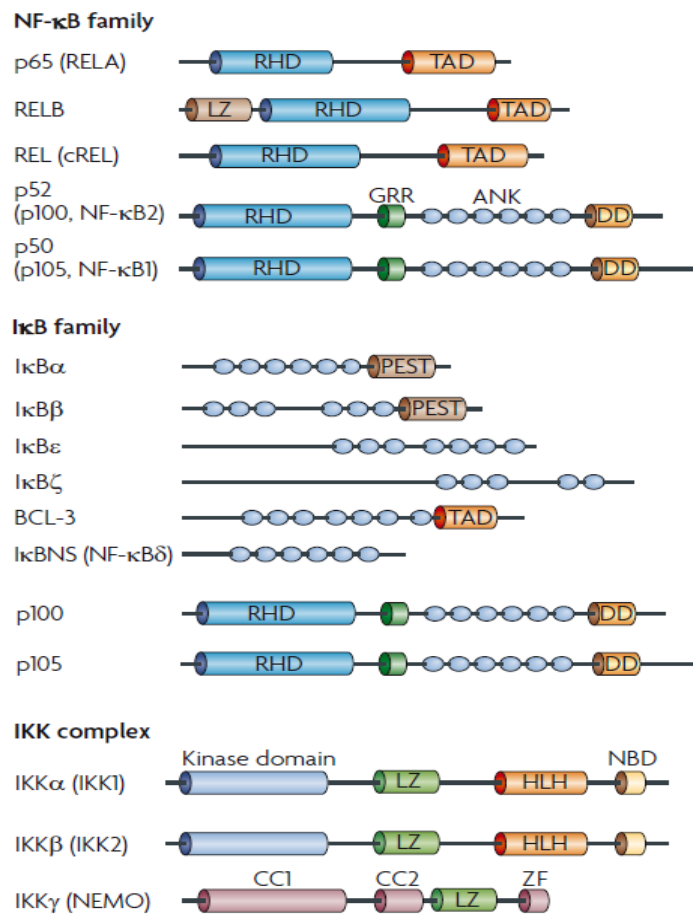 NF-κB family
p65 (RELA) RHD TAD
RELB LZ RHD TAD
REL (cREL) RHD TAD
p52 GRR ANK
(p100, NF-κB2) RHD DD
p50
(p105, NF-κB1) RHD DD
IκB family
IκBα PEST
IκBβ PEST
IκBε
IκBζ
BCL-3 TAD
IκBNS (NF-κBδ)
p100 RHD DD
p105 RHD DD
IKK complex
Kinase domain NBD
IKKα (IKK1) LZ HLH
IKKβ (IKK2) LZ HLH
CC1 CC2 ZF
IKKγ (NEMO) LZ